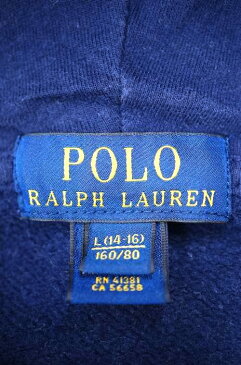 POLO
RALPH LAUREN
L (14-16)
160/80
RN 41381
CA 56658